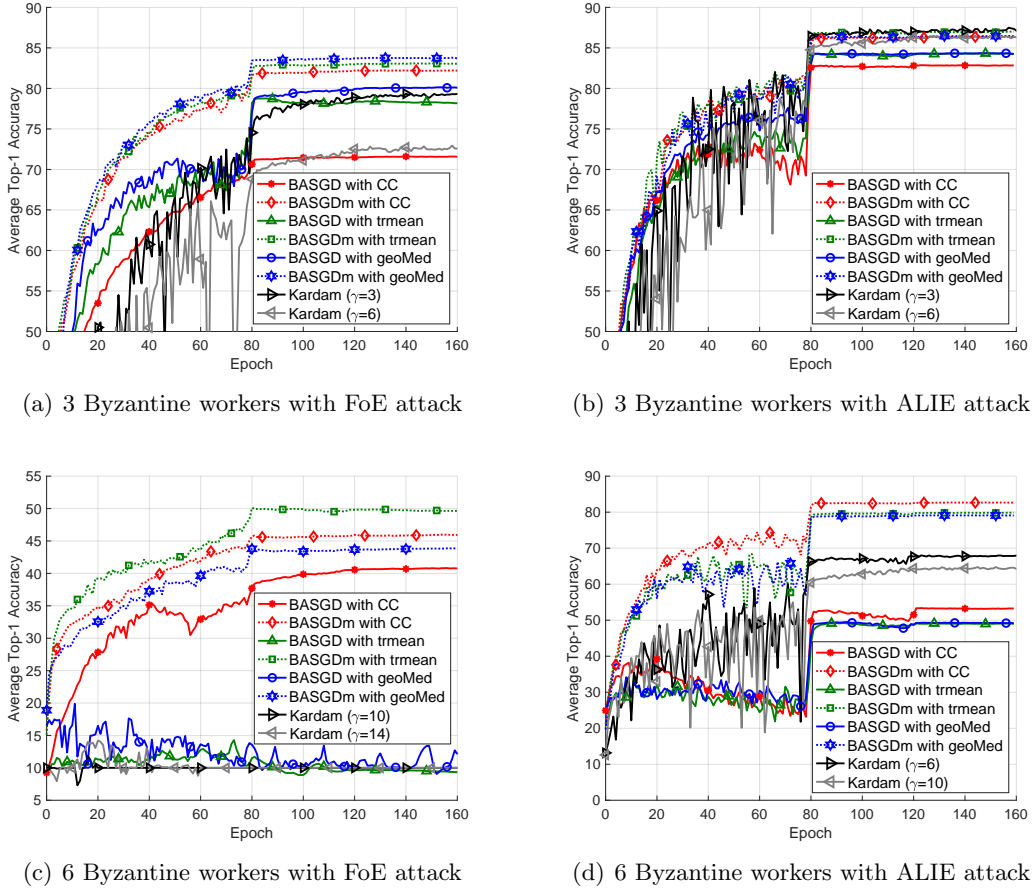 90
85
80
75
70
65
60
55
50
0 20 40 60 80 100 120 140 160
Average Top-1 Accuracy
Epoch
BASGD with CC
BASGDm with CC
BASGD with trmean
BASGDm with trmean
BASGD with geoMed
BASGDm with geoMed
Kardam (γ=3)
Kardam (γ=6)
(a) 3 Byzantine workers with FoE attack
90
85
80
75
70
65
60
55
50
0 20 40 60 80 100 120 140 160
Average Top-1 Accuracy
Epoch
BASGD with CC
BASGDm with CC
BASGD with trmean
BASGDm with trmean
BASGD with geoMed
BASGDm with geoMed
Kardam (γ=3)
Kardam (γ=6)
(b) 3 Byzantine workers with ALIE attack
55
50
45
40
35
30
25
20
15
10
5
0 20 40 60 80 100 120 140 160
Average Top-1 Accuracy
Epoch
BASGD with CC
BASGDm with CC
BASGD with trmean
BASGDm with trmean
BASGD with geoMed
BASGDm with geoMed
Kardam (γ=10)
Kardam (γ=14)
(c) 6 Byzantine workers with FoE attack
90
80
70
60
50
40
30
20
10
0
0 20 40 60 80 100 120 140 160
Average Top-1 Accuracy
Epoch
BASGD with CC
BASGDm with CC
BASGD with trmean
BASGDm with trmean
BASGD with geoMed
BASGDm with geoMed
Kardam (γ=6)
Kardam (γ=10)
(d) 6 Byzantine workers with ALIE attack